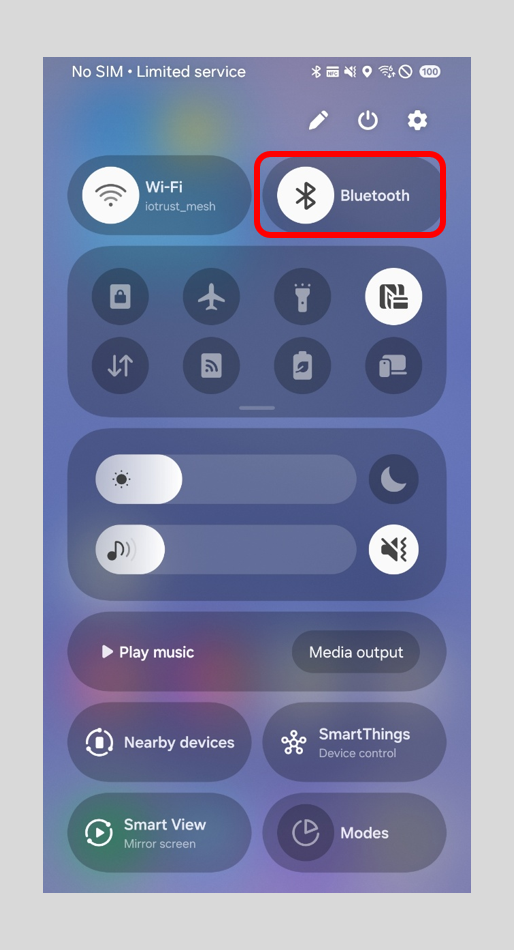 No SIM • Limited service
NFC
100
Wi-Fi
iotrust_mesh
Bluetooth
Play music
Media output
Nearby devices
SmartThings
Device control
Smart View
Mirror screen
Modes